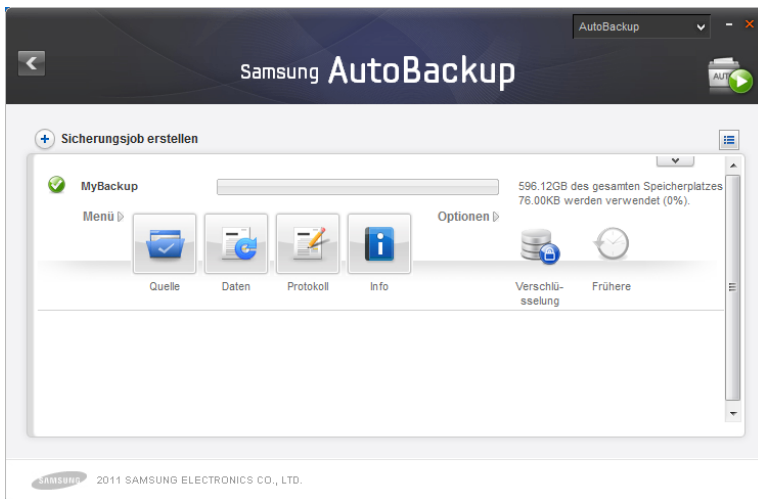 AutoBackup
samsung AutoBackup
AUTO
Sicherungsjob erstellen
MyBackup
596.12GB des gesamten Speicherplatzes
76.00KB werden verwendet (0%).
Menü
Optionen
Quelle
Daten
Protokoll
Info
Verschlü-
sselung
Frühere
SAMSUNG 2011 SAMSUNG ELECTRONICS CO., LTD.